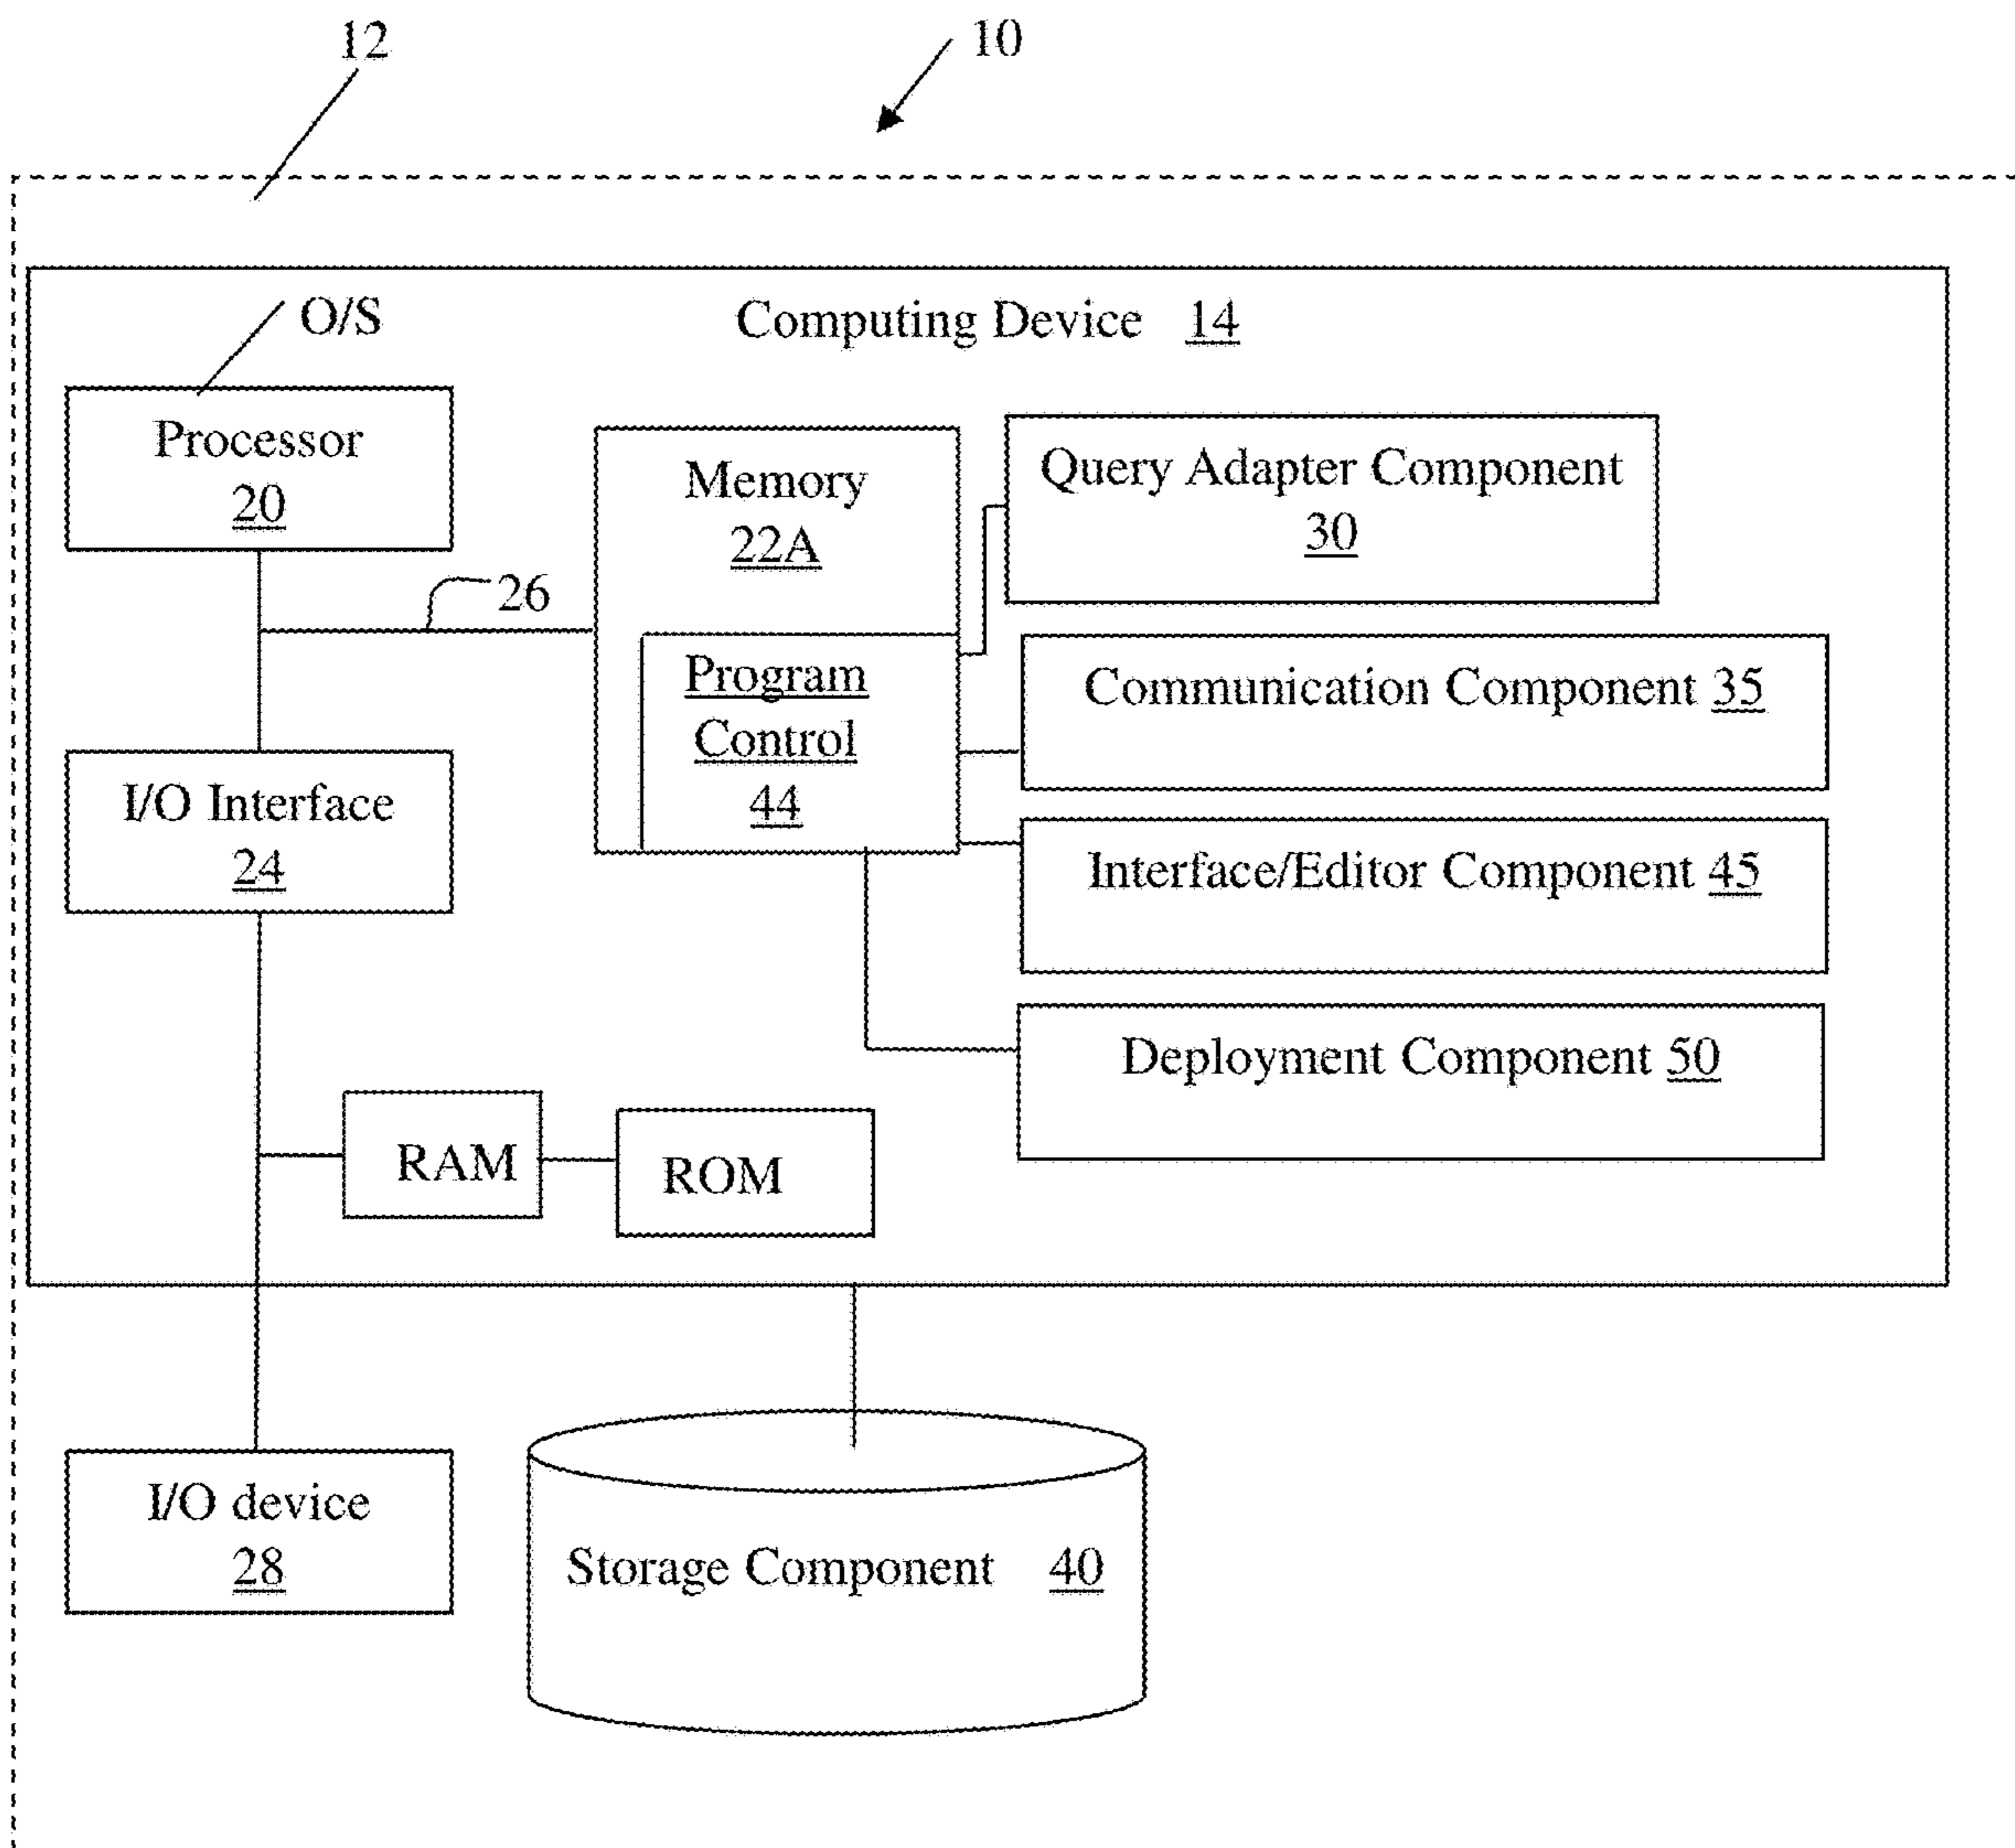 12
10
O/S
Computing Device 14
Processor
20
Memory
22A
Query Adapter Component
30
26
Program
Control
44
Communication Component 35
I/O Interface
24
Interface/Editor Component 45
Deployment Component 50
RAM
ROM
I/O device
28
Storage Component 40